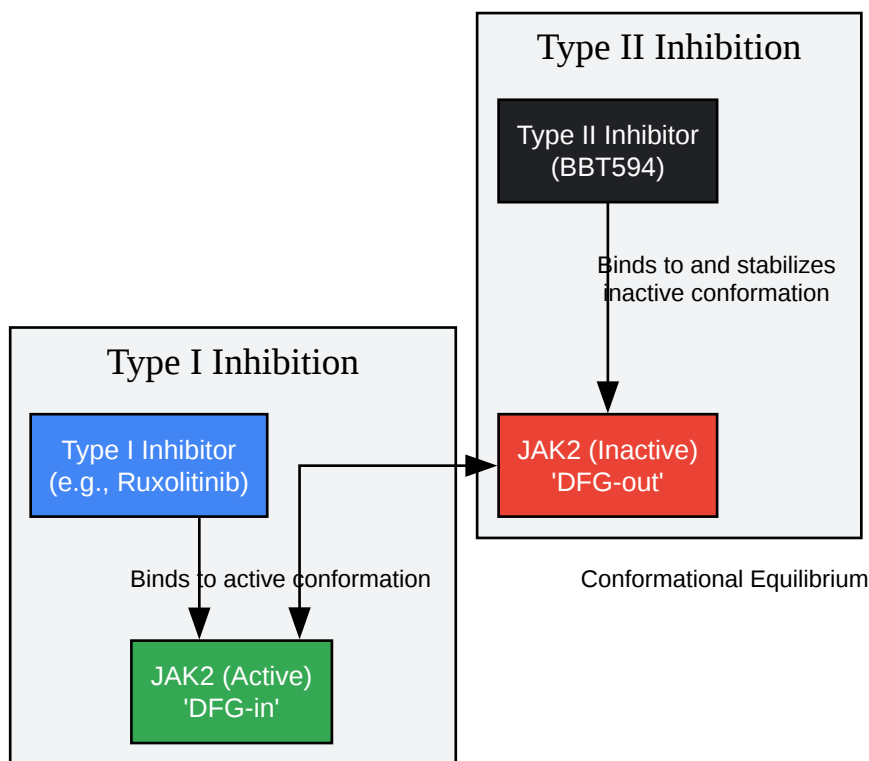 Type II Inhibition
Type II Inhibitor
(BBT594)
Binds to and stabilizes
inactive conformation
JAK2 (Inactive)
'DFG-out'
Type I Inhibition
Type I Inhibitor
(e.g., Ruxolitinib)
Binds to active conformation
JAK2 (Active)
'DFG-in'
Conformational Equilibrium